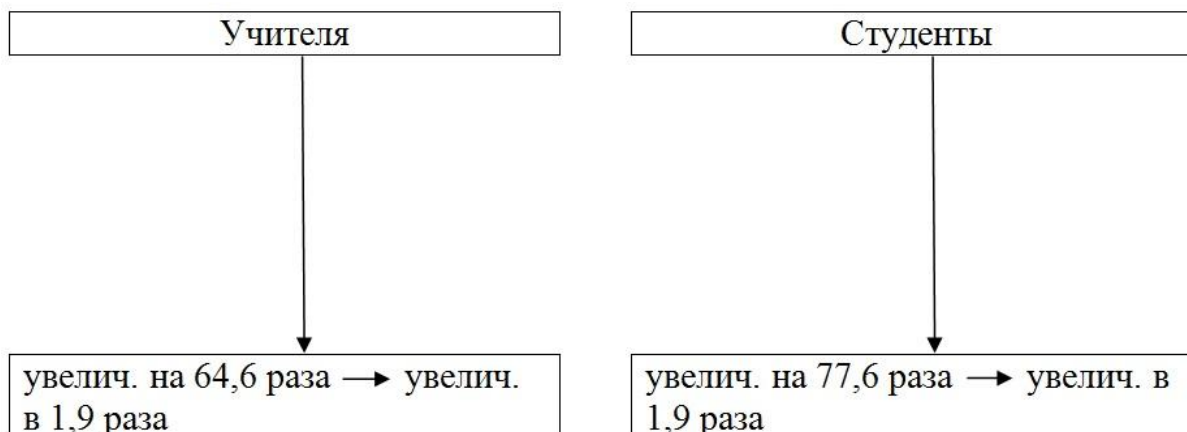 Учителя
Студенты
увелич. на 64,6 раза → увелич.
в 1,9 раза
увелич. на 77,6 раза → увелич. в
1,9 раза